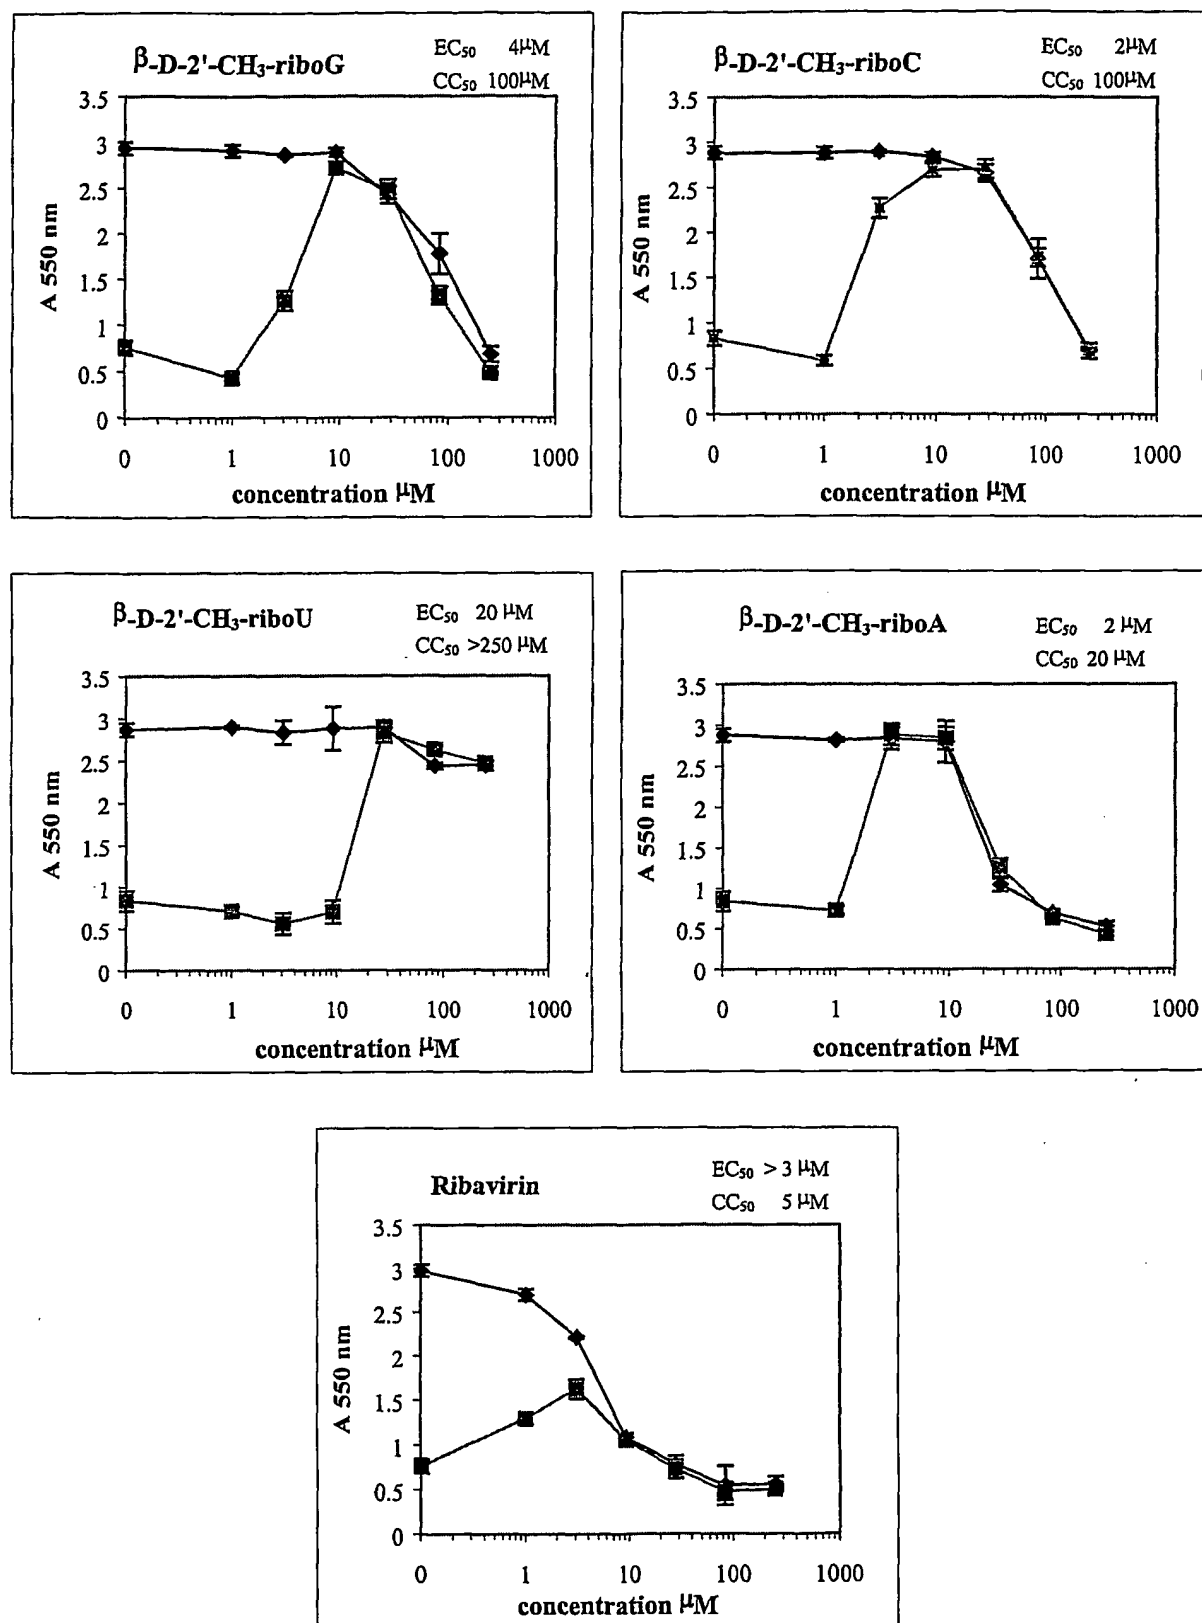 β-D-2'-CH₃-riboG
EC₅₀ 4µM
CC₅₀ 100µM
3.5
3
2.5
2
1.5
1
0.5
0
A 550 nm
0 1 10 100 1000
concentration µM
β-D-2'-CH₃-riboC
EC₅₀ 2µM
CC₅₀ 100µM
3.5
3
2.5
2
1.5
1
0.5
0
A 550 nm
0 1 10 100 1000
concentration µM
β-D-2'-CH₃-riboU
EC₅₀ 20 µM
CC₅₀ >250 µM
3.5
3
2.5
2
1.5
1
0.5
0
A 550 nm
0 1 10 100 1000
concentration µM
β-D-2'-CH₃-riboA
EC₅₀ 2 µM
CC₅₀ 20 µM
3.5
3
2.5
2
1.5
1
0.5
0
A 550 nm
0 1 10 100 1000
concentration µM
Ribavirin
EC₅₀ > 3 µM
CC₅₀ 5 µM
3.5
3
2.5
2
1.5
1
0.5
0
A 550 nm
0 1 10 100 1000
concentration µM